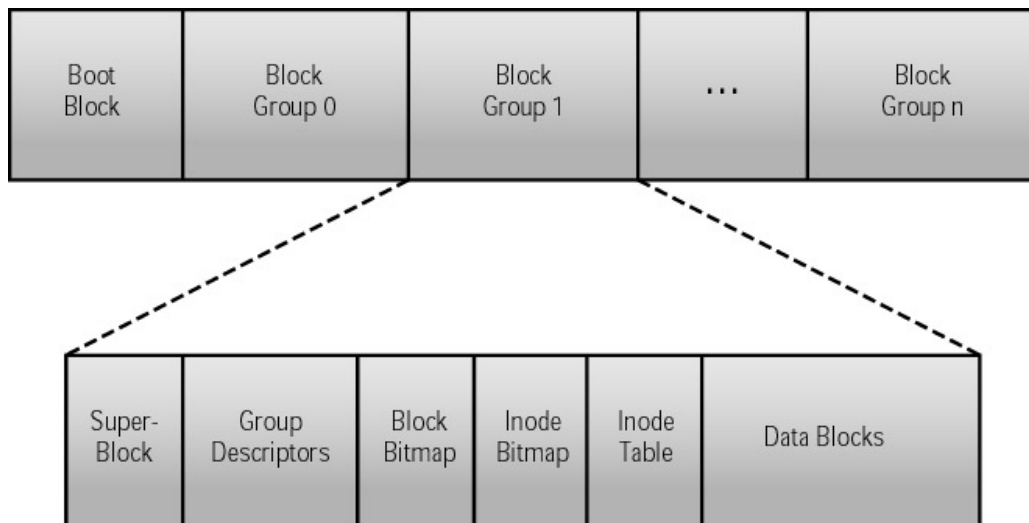 Boot
Block
Block
Group 0
Block
Group 1
...
Block
Group n
Super-
Block
Group
Descriptors
Block
Bitmap
Inode
Bitmap
Inode
Table
Data Blocks